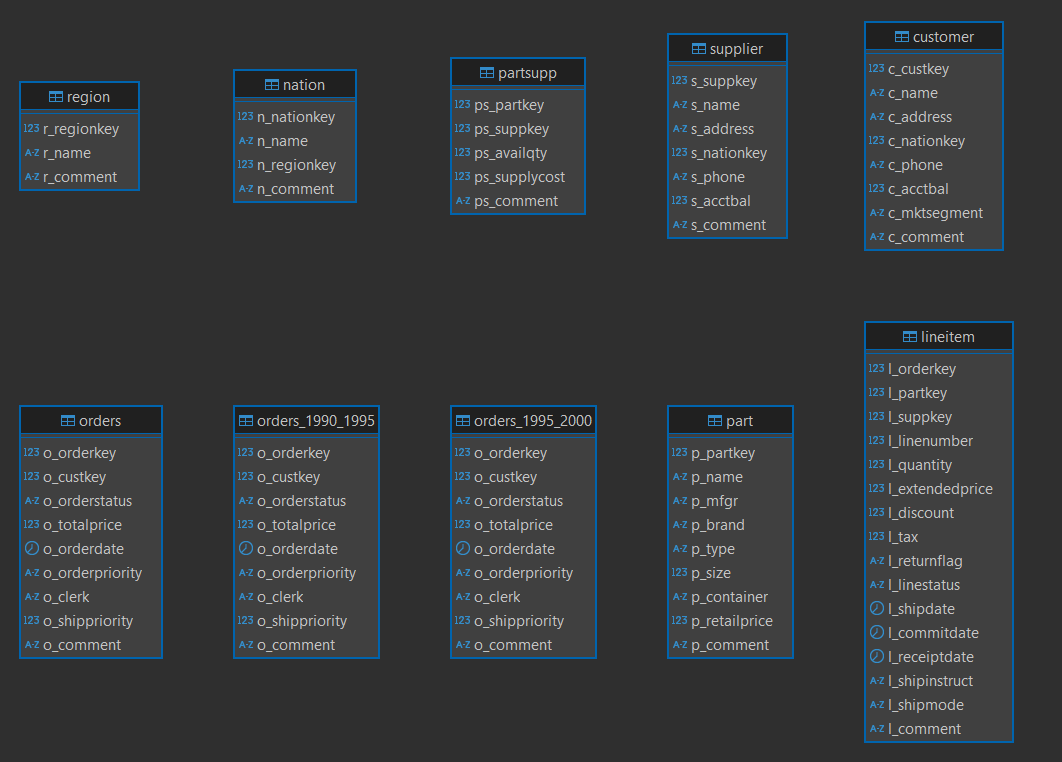 region
123 r_regionkey
A-Z r_name
A-Z r_comment
nation
123 n_nationkey
A-Z n_name
123 n_regionkey
A-Z n_comment
partsupp
123 ps_partkey
123 ps_suppkey
123 ps_availqty
123 ps_supplycost
A-Z ps_comment
supplier
123 s_suppkey
A-Z s_name
A-Z s_address
123 s_nationkey
A-Z s_phone
123 s_acctbal
A-Z s_comment
customer
123 c_custkey
A-Z c_name
A-Z c_address
123 c_nationkey
A-Z c_phone
123 c_acctbal
A-Z c_mktsegment
A-Z c_comment
orders
123 o_orderkey
123 o_custkey
A-Z o_orderstatus
123 o_totalprice
o_orderdate
A-Z o_orderpriority
A-Z o_clerk
123 o_shippriority
A-Z o_comment
orders_1990_1995
123 o_orderkey
123 o_custkey
A-Z o_orderstatus
123 o_totalprice
o_orderdate
A-Z o_orderpriority
A-Z o_clerk
123 o_shippriority
A-Z o_comment
orders_1995_2000
123 o_orderkey
123 o_custkey
A-Z o_orderstatus
123 o_totalprice
o_orderdate
A-Z o_orderpriority
A-Z o_clerk
123 o_shippriority
A-Z o_comment
part
123 p_partkey
A-Z p_name
A-Z p_mfgr
A-Z p_brand
A-Z p_type
123 p_size
A-Z p_container
123 p_retailprice
A-Z p_comment
lineitem
123 l_orderkey
123 l_partkey
123 l_suppkey
123 l_linenumber
123 l_quantity
123 l_extendedprice
123 l_discount
123 l_tax
A-Z l_returnflag
A-Z l_linestatus
l_shipdate
l_commitdate
l_receiptdate
A-Z l_shipinstruct
A-Z l_shipmode
A-Z l_comment